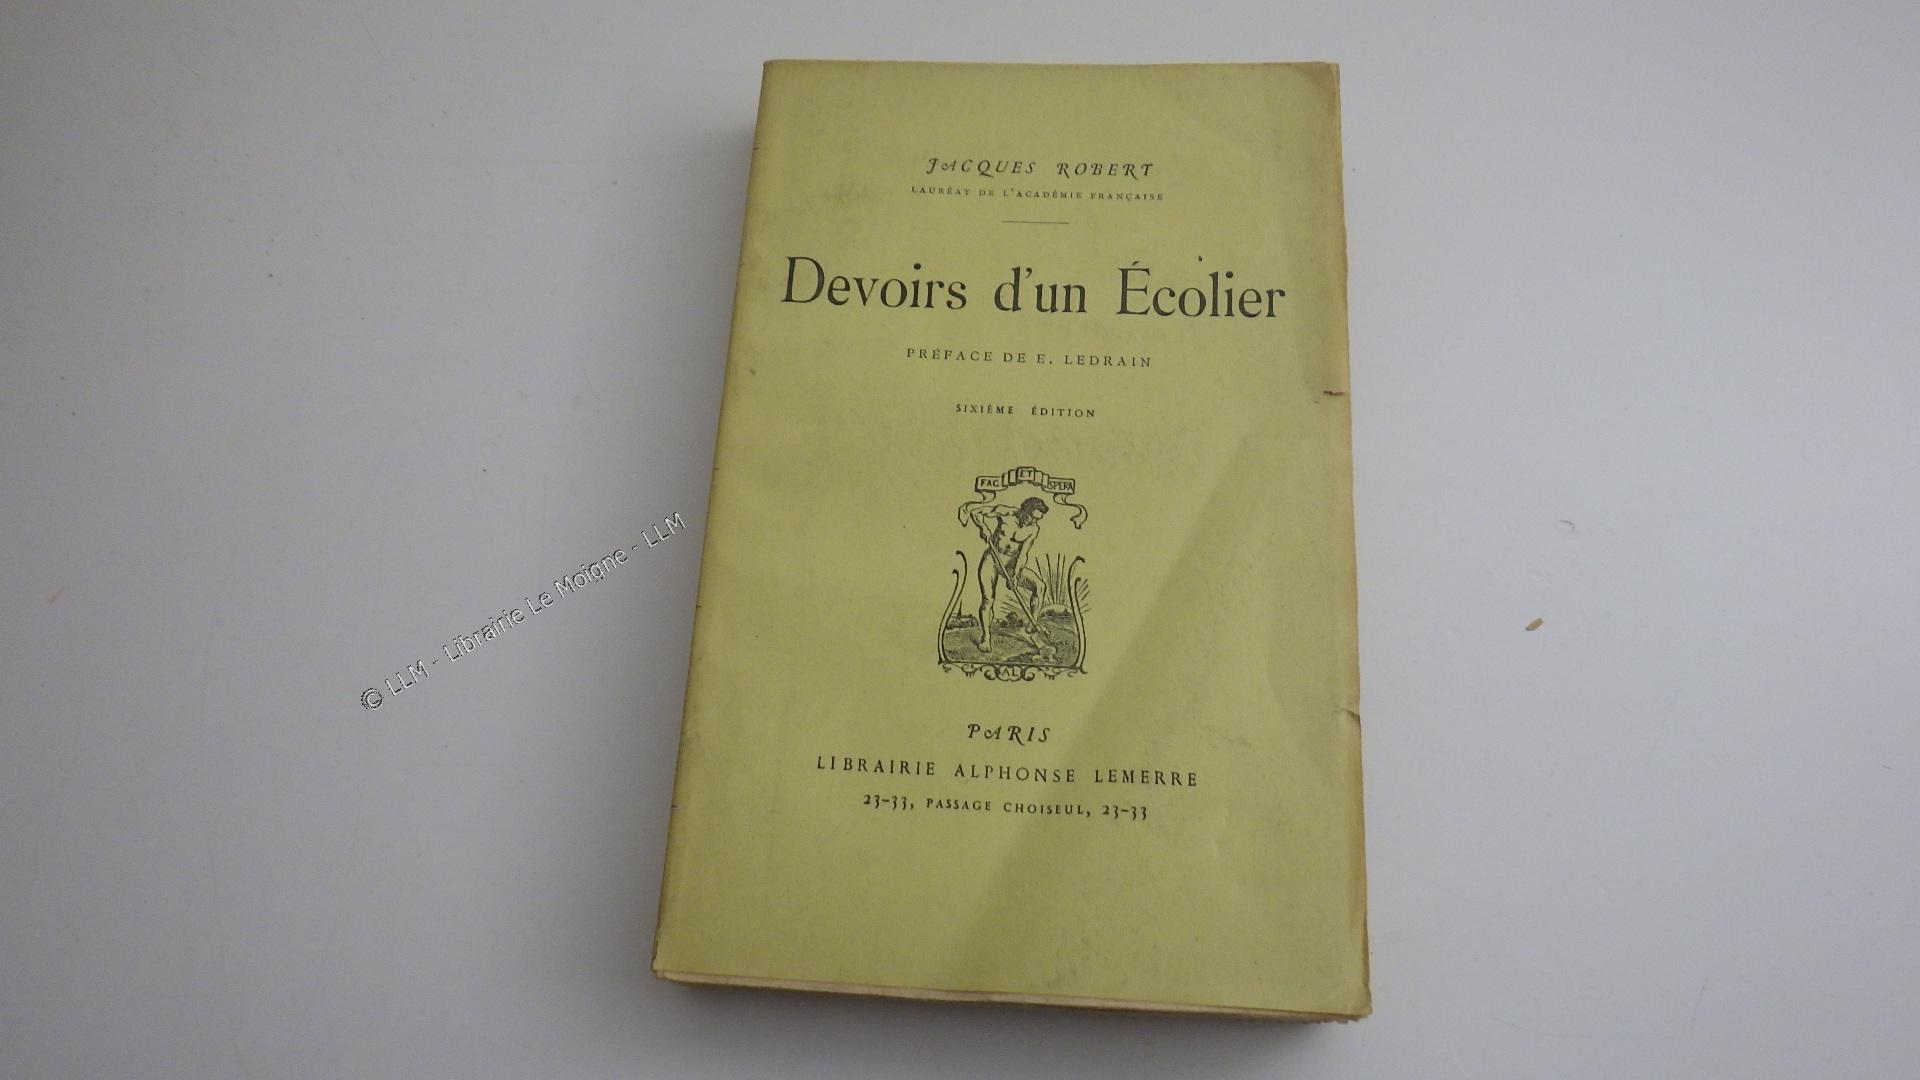 JACQUES ROBERT
LAURÉAT DE L'ACADÉMIE FRANÇAISE
Devoirs d'un Écolier
PRÉFACE DE E. LEDRAIN
SIXIÈME ÉDITION
FAC ET SPERA
AL
PARIS
LIBRAIRIE ALPHONSE LEMERRE
23-33, PASSAGE CHOISEUL, 23-33
© LLM - Librairie Le Moigne - LLM